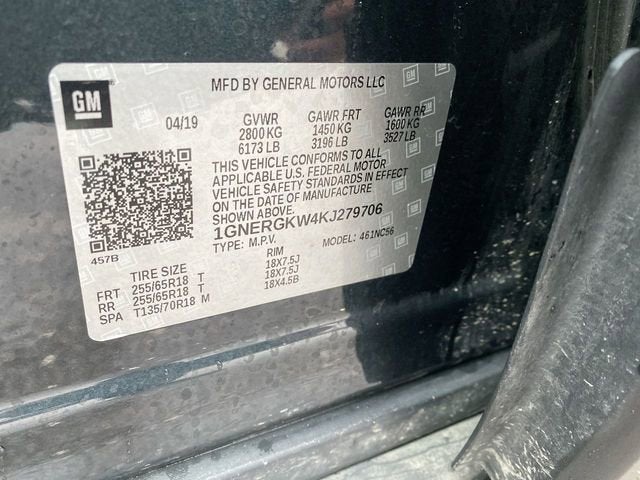 GM
MFD BY GENERAL MOTORS LLC
04/19 GVWR GAWR FRT GAWR RR
2800 KG 1450 KG 1600 KG
6173 LB 3196 LB 3527 LB
THIS VEHICLE CONFORMS TO ALL
APPLICABLE U.S. FEDERAL MOTOR
VEHICLE SAFETY STANDARDS IN EFFECT
ON THE DATE OF MANUFACTURE
SHOWN ABOVE.
1GNERGKW4KJ279706
TYPE: M.P.V. MODEL: 461NC56
457B
TIRE SIZE RIM
FRT 255/65R18 T 18X7.5J
RR 255/65R18 T 18X7.5J
SPA T135/70R18 M 18X4.5B